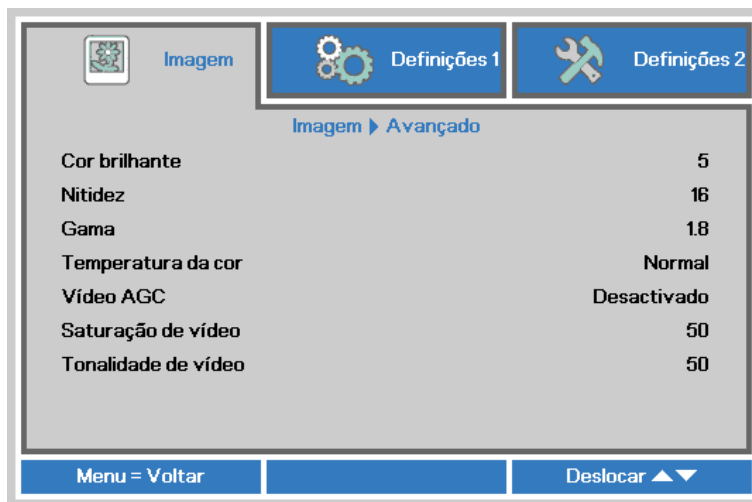 Imagem Definições 1 Definições 2
Imagem Avançado
Cor brilhante 5
Nitidez 16
Gama 1.8
Temperatura da cor Normal
Vídeo AGC Desactivado
Saturação de vídeo 50
Tonalidade de vídeo 50
Menu = Voltar Deslocar